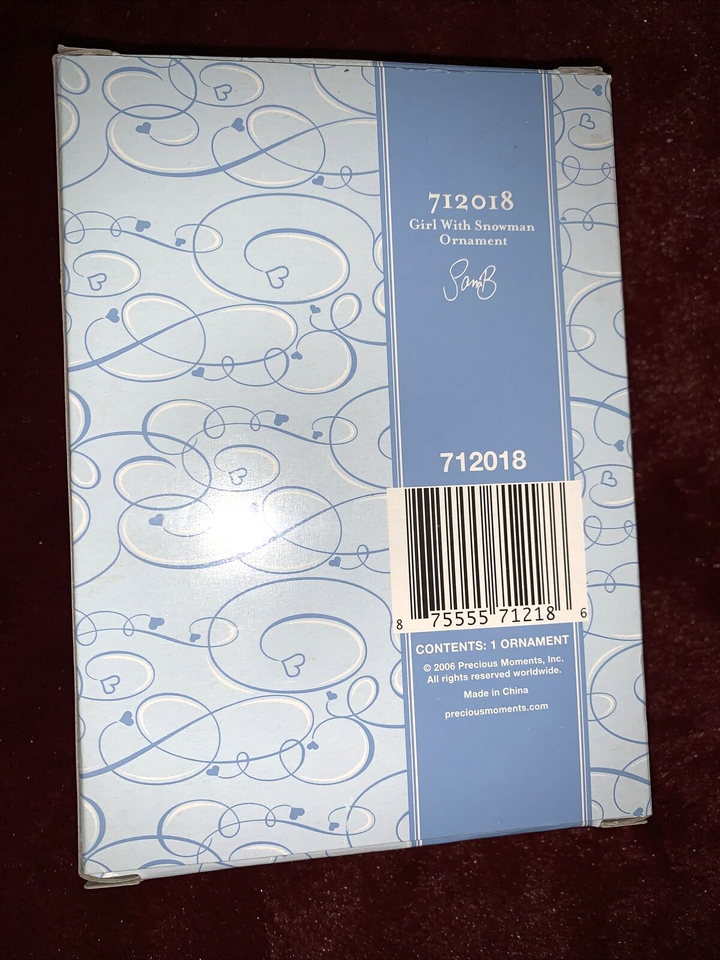 712018
Girl With Snowman
Ornament
SamB
712018
8 75555 71218 6
CONTENTS: 1 ORNAMENT
© 2006 Precious Moments, Inc.
All rights reserved worldwide.
Made in China
preciousmoments.com